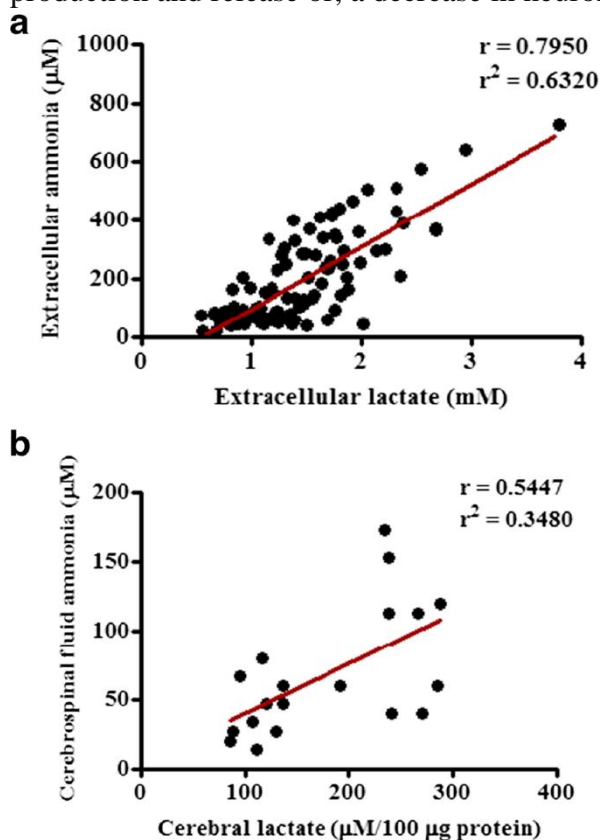 production and release of, a decrease in neuron
a
r = 0.7950
r² = 0.6320
1000
800
600
400
200
0
Extracellular ammonia (µM)
0 1 2 3 4
Extracellular lactate (mM)
b
r = 0.5447
r² = 0.3480
200
150
100
50
0
Cerebrospinal fluid ammonia (µM)
0 100 200 300 400
Cerebral lactate (µM/100 µg protein)